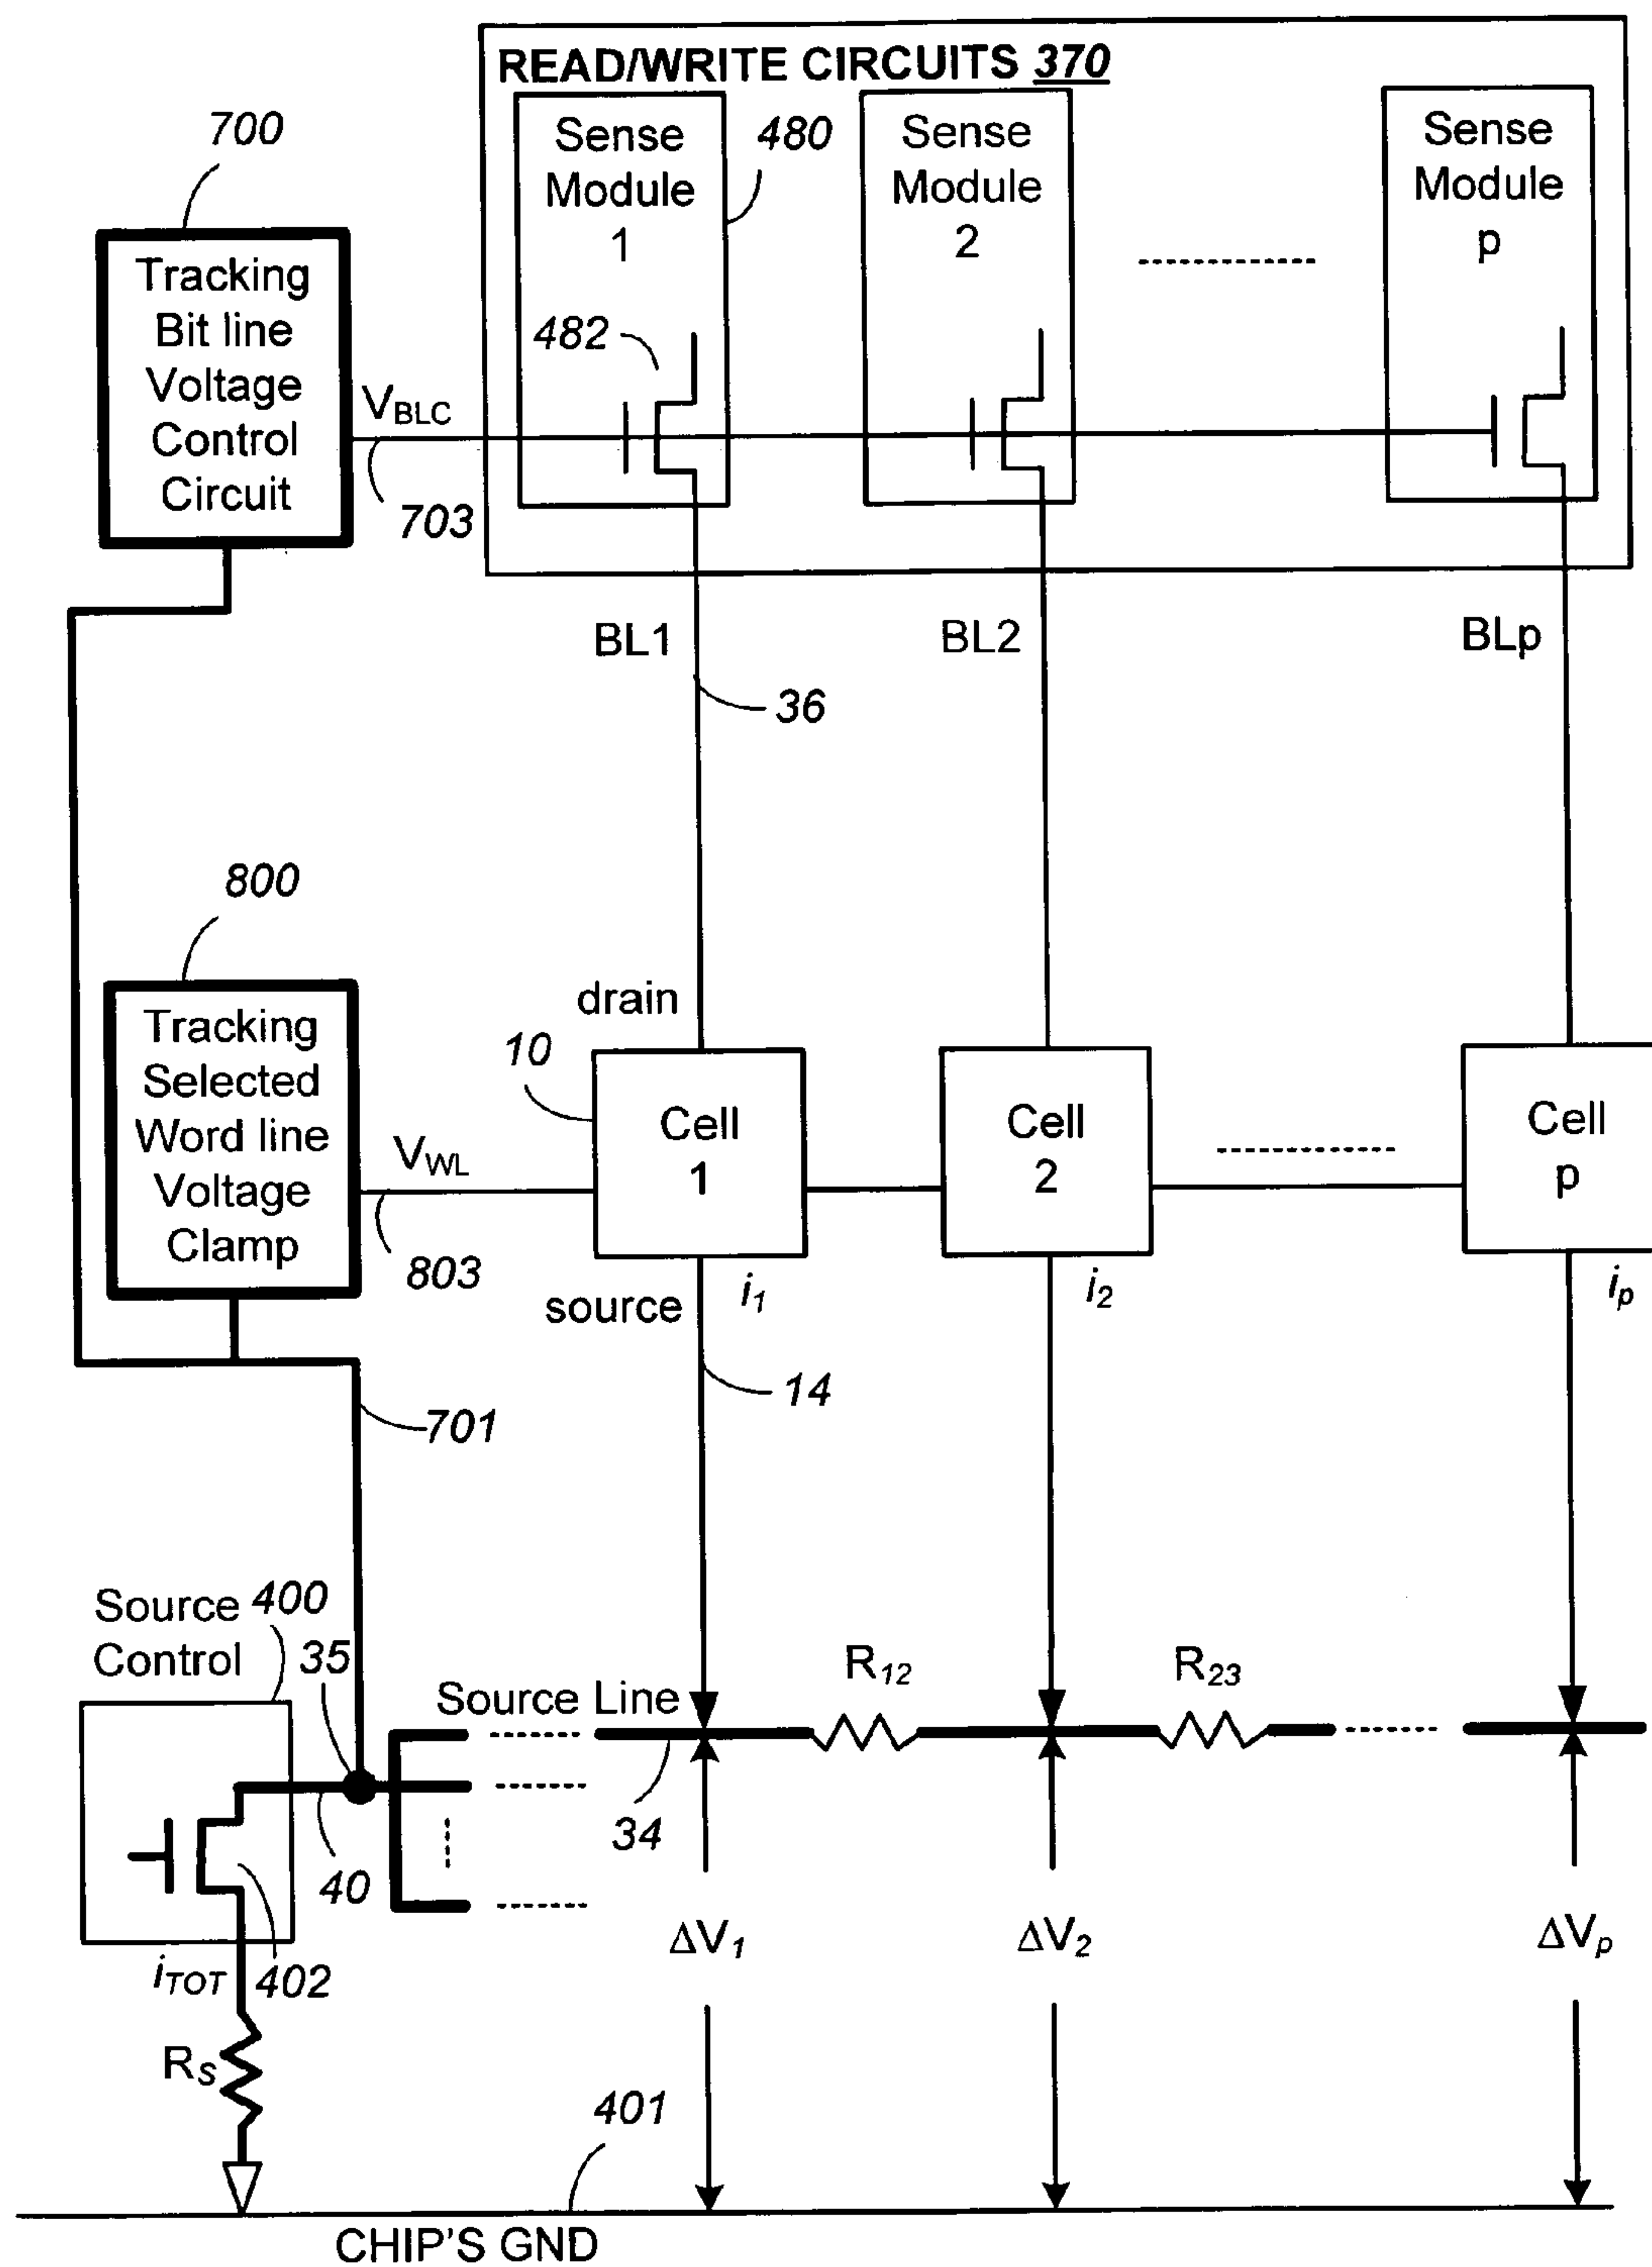 READ/WRITE CIRCUITS 370
700
Sense
Module
1
480
Sense
Module
2
Sense
Module
p
Tracking
Bit line
Voltage
Control
Circuit
482
VBLC
703
BL1
BL2
BLp
36
800
drain
10
Tracking
Selected
Word line
Voltage
Clamp
VWL
803
Cell
1
Cell
2
Cell
p
source
i1
i2
ip
14
701
Source
Control
400
35
Source Line
R12
R23
34
40
iTOT
402
ΔV1
ΔV2
ΔVp
RS
401
CHIP'S GND